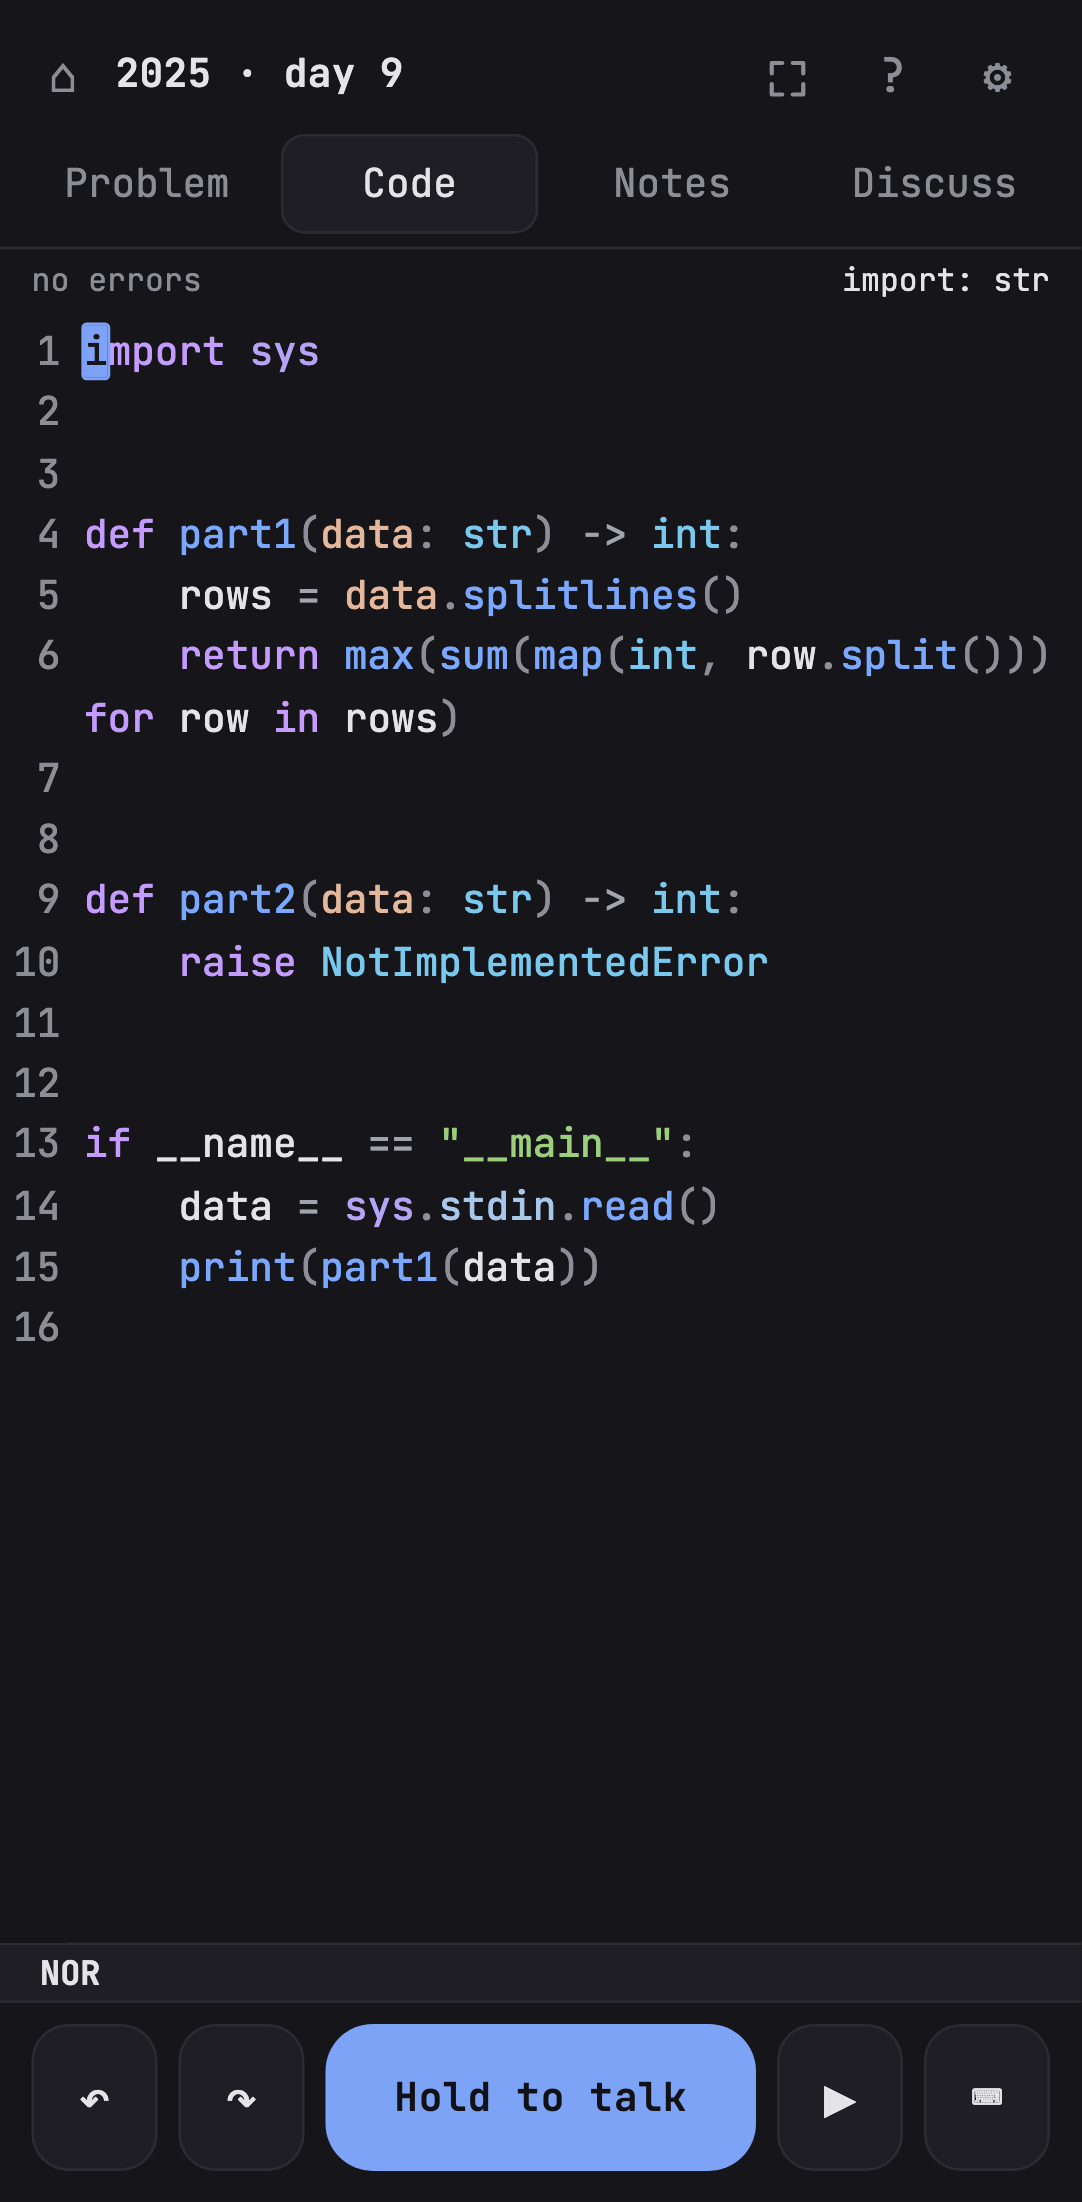 2025 · day 9 ?
Problem Code Notes Discuss
no errors import: str
1 import sys
2
3
4 def part1(data: str) -> int:
5     rows = data.splitlines()
6     return max(sum(map(int, row.split()))
for row in rows)
7
8
9 def part2(data: str) -> int:
10     raise NotImplementedError
11
12
13 if __name__ == "__main__":
14     data = sys.stdin.read()
15     print(part1(data))
16
NOR
Hold to talk